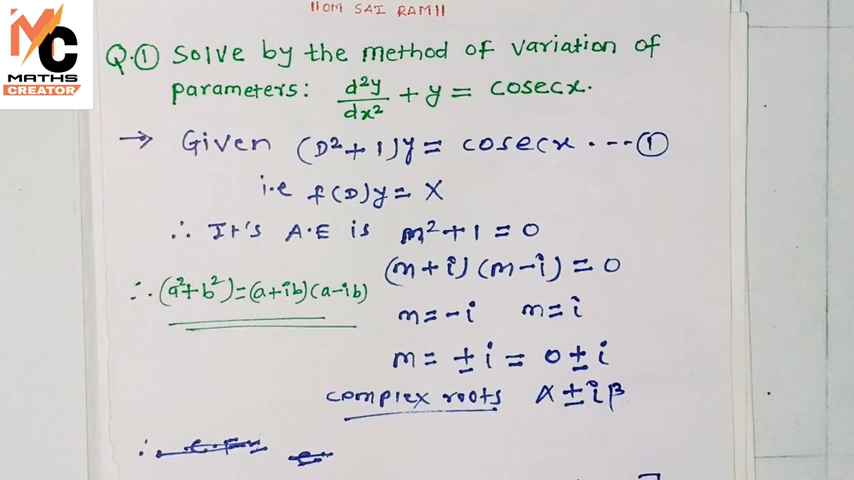 ||OM SAI RAM||
MC
MATHS
CREATOR
Q.① Solve by the method of variation of
parameters: d²y/dx² + y = cosecx.
→ Given (D²+1)y = cosecx ... ---①
i.e f(D)y = X
∴ It's A.E is m²+1=0
(m+i)(m-i)=0
∴(a²+b²)=(a+ib)(a-ib)
m=-i m=i
m= ±i = 0±i
complex roots α±iβ
∴